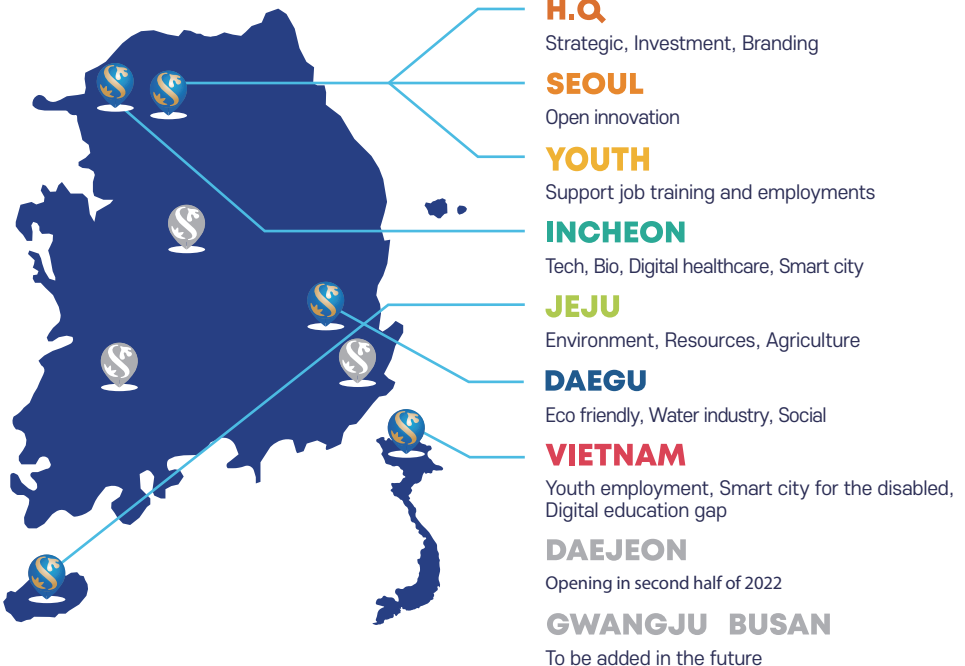 H.Q
Strategic, Investment, Branding
SEOUL
Open innovation
YOUTH
Support job training and employments
INCHEON
Tech, Bio, Digital healthcare, Smart city
JEJU
Environment, Resources, Agriculture
DAEGU
Eco friendly, Water industry, Social
VIETNAM
Youth employment, Smart city for the disabled,
Digital education gap
DAEJEON
Opening in second half of 2022
GWANGJU BUSAN
To be added in the future